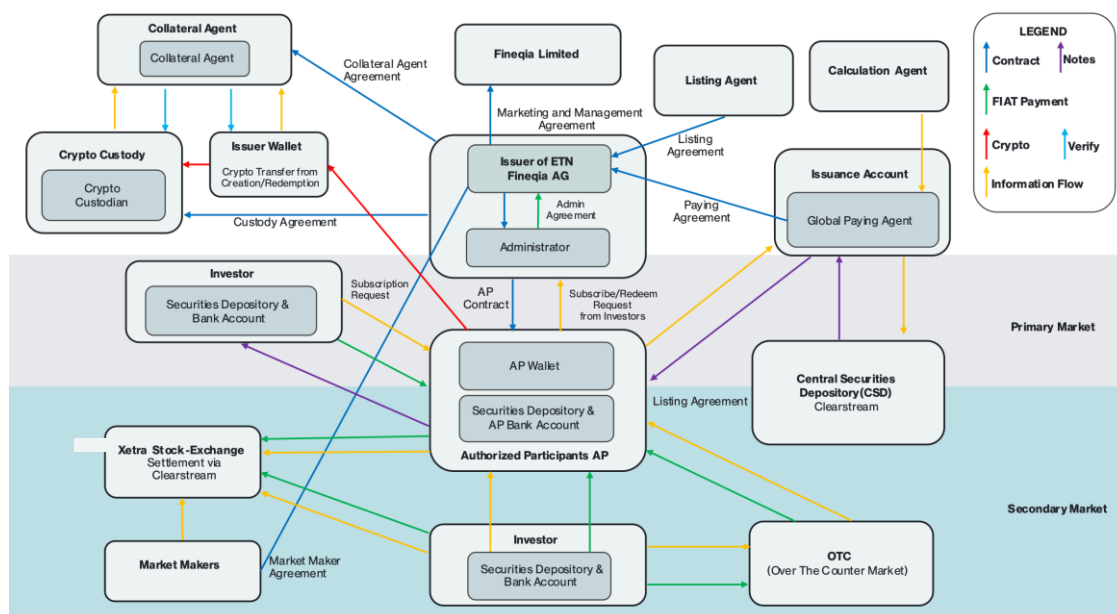 Collateral Agent
Collateral Agent
Collateral Agent
Agreement
Fineqia Limited
Marketing and Management
Agreement
Listing Agent
Calculation Agent
LEGEND
Contract
Notes
FIAT Payment
Crypto
Verify
Information Flow
Crypto Custody
Crypto
Custodian
Issuer Wallet
Crypto Transfer from
Creation/Redemption
Custody Agreement
Issuer of ETN
Fineqia AG
Admin
Agreement
Administrator
Listing
Agreement
Paying
Agreement
Issuance Account
Global Paying Agent
Investor
Securities Depository &
Bank Account
Subscription
Request
AP
Contract
Subscribe/Redeem
Request
from Investors
Primary Market
AP Wallet
Securities Depository &
AP Bank Account
Authorized Participants AP
Listing Agreement
Central Securities
Depository(CSD)
Clearstream
Xetra Stock-Exchange
Settlement via
Clearstream
Secondary Market
Market Makers
Market Maker
Agreement
Investor
Securities Depository &
Bank Account
OTC
(Over The Counter Market)